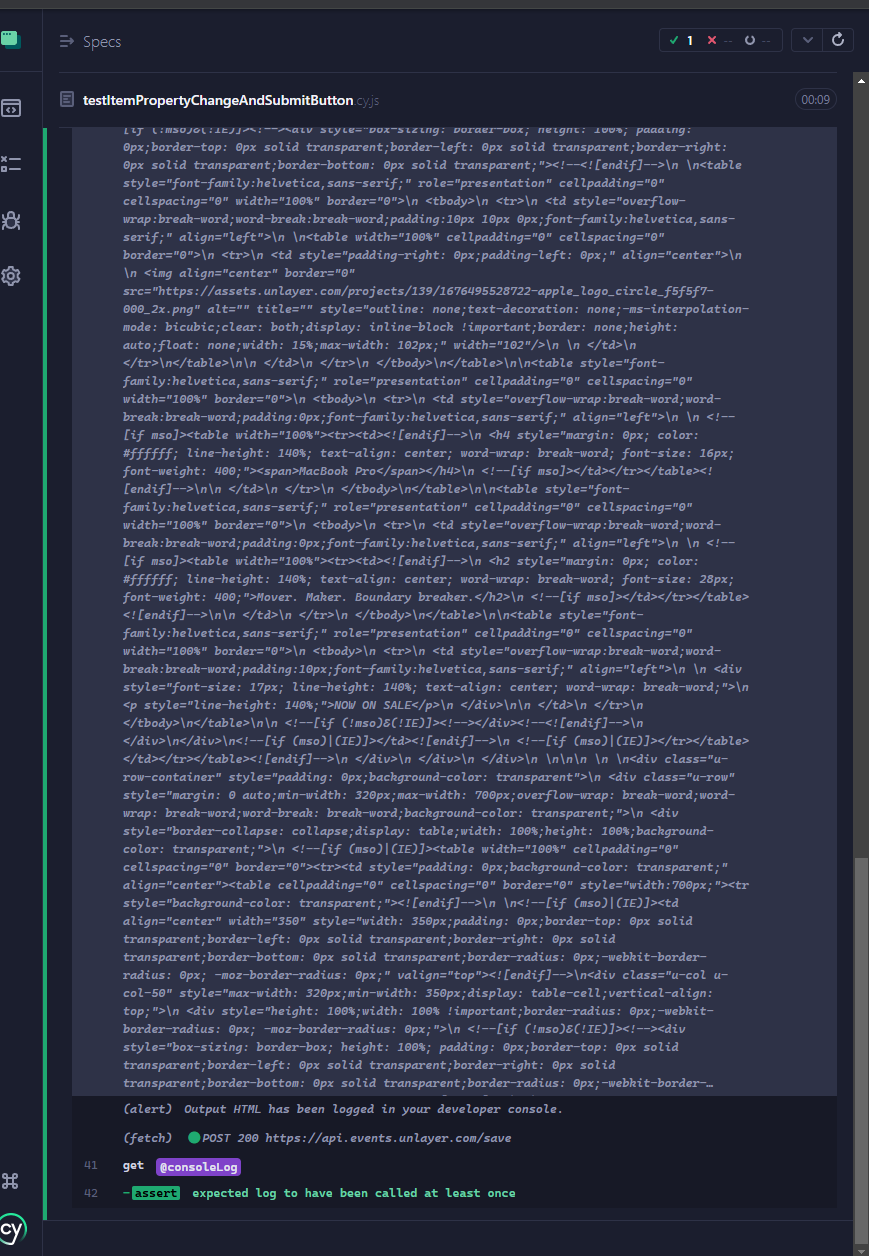 Specs
1 -- --
testItemPropertyChangeAndSubmitButton.cy.js
00:09
[if (!mso)&(!IE)]><!--><div style="box-sizing: border-box; height: 100%; padding:
0px;border-top: 0px solid transparent;border-left: 0px solid transparent;border-right:
0px solid transparent;border-bottom: 0px solid transparent;"><!--<![endif]-->\n \n<table
style="font-family:helvetica,sans-serif;" role="presentation" cellpadding="0"
cellspacing="0" width="100%" border="0">\n <tbody>\n <tr>\n <td style="overflow-
wrap:break-word;word-break:break-word;padding:10px 10px 0px;font-family:helvetica,sans-
serif;" align="left">\n \n<table width="100%" cellpadding="0" cellspacing="0"
border="0">\n <tr>\n <td style="padding-right: 0px;padding-left: 0px;" align="center">\n
\n <img align="center" border="0"
src="https://assets.unlayer.com/projects/139/1676495528722-apple_logo_circle_f5f5f7-
000_2x.png" alt="" title="" style="outline: none;text-decoration: none;-ms-interpolation-
mode: bicubic;clear: both;display: inline-block !important;border: none;height:
auto;float: none;width: 15%;max-width: 102px;" width="102"/>\n \n </td>\n
</tr>\n</table>\n\n </td>\n </tr>\n </tbody>\n</table>\n\n<table style="font-
family:helvetica,sans-serif;" role="presentation" cellpadding="0" cellspacing="0"
width="100%" border="0">\n <tbody>\n <tr>\n <td style="overflow-wrap:break-word;word-
break:break-word;padding:0px;font-family:helvetica,sans-serif;" align="left">\n \n <!--
[if mso]><table width="100%"><tr><td><![endif]-->\n <h4 style="margin: 0px; color:
#ffffff; line-height: 140%; text-align: center; word-wrap: break-word; font-size: 16px;
font-weight: 400;"><span>MacBook Pro</span></h4>\n <!--[if mso]></td></tr></table><!
[endif]-->\n\n </td>\n </tr>\n </tbody>\n</table>\n\n<table style="font-
family:helvetica,sans-serif;" role="presentation" cellpadding="0" cellspacing="0"
width="100%" border="0">\n <tbody>\n <tr>\n <td style="overflow-wrap:break-word;word-
break:break-word;padding:0px;font-family:helvetica,sans-serif;" align="left">\n \n <!--
[if mso]><table width="100%"><tr><td><![endif]-->\n <h2 style="margin: 0px; color:
#ffffff; line-height: 140%; text-align: center; word-wrap: break-word; font-size: 28px;
font-weight: 400;">Mover. Maker. Boundary breaker.</h2>\n <!--[if mso]></td></tr></table>
<![endif]-->\n\n </td>\n </tr>\n </tbody>\n</table>\n\n<table style="font-
family:helvetica,sans-serif;" role="presentation" cellpadding="0" cellspacing="0"
width="100%" border="0">\n <tbody>\n <tr>\n <td style="overflow-wrap:break-word;word-
break:break-word;padding:10px;font-family:helvetica,sans-serif;" align="left">\n \n <div
style="font-size: 17px; line-height: 140%; text-align: center; word-wrap: break-word;">\n
<p style="line-height: 140%;">NOW ON SALE</p>\n </div>\n\n </td>\n </tr>\n
</tbody>\n</table>\n\n <!--[if (!mso)&(!IE)]><!--></div><!--<![endif]-->\n
</div>\n</div>\n<!--[if (mso)|(IE)]></td><![endif]-->\n <!--[if (mso)|(IE)]></tr></table>
</td></tr></table><![endif]-->\n </div>\n </div>\n </div>\n \n\n\n \n \n<div class="u-
row-container" style="padding: 0px;background-color: transparent">\n <div class="u-row"
style="margin: 0 auto;min-width: 320px;max-width: 700px;overflow-wrap: break-word;word-
wrap: break-word;word-break: break-word;background-color: transparent;">\n <div
style="border-collapse: collapse;display: table;width: 100%;height: 100%;background-
color: transparent;">\n <!--[if (mso)|(IE)]><table width="100%" cellpadding="0"
cellspacing="0" border="0"><tr><td style="padding: 0px;background-color: transparent;"
align="center"><table cellpadding="0" cellspacing="0" border="0" style="width:700px;"><tr
style="background-color: transparent;"><![endif]-->\n \n<!--[if (mso)|(IE)]><td
align="center" width="350" style="width: 350px;padding: 0px;border-top: 0px solid
transparent;border-left: 0px solid transparent;border-right: 0px solid
transparent;border-bottom: 0px solid transparent;border-radius: 0px;-webkit-border-
radius: 0px; -moz-border-radius: 0px;" valign="top"><![endif]-->\n<div class="u-col u-
col-50" style="max-width: 320px;min-width: 350px;display: table-cell;vertical-align:
top;">\n <div style="height: 100%;width: 100% !important;border-radius: 0px;-webkit-
border-radius: 0px; -moz-border-radius: 0px;">\n <!--[if (!mso)&(!IE)]><!--><div
style="box-sizing: border-box; height: 100%; padding: 0px;border-top: 0px solid
transparent;border-left: 0px solid transparent;border-right: 0px solid
transparent;border-bottom: 0px solid transparent;border-radius: 0px;-webkit-border-…
(alert) Output HTML has been logged in your developer console.
(fetch) POST 200 https://api.events.unlayer.com/save
41 get @consoleLog
42 -assert expected log to have been called at least once
cy